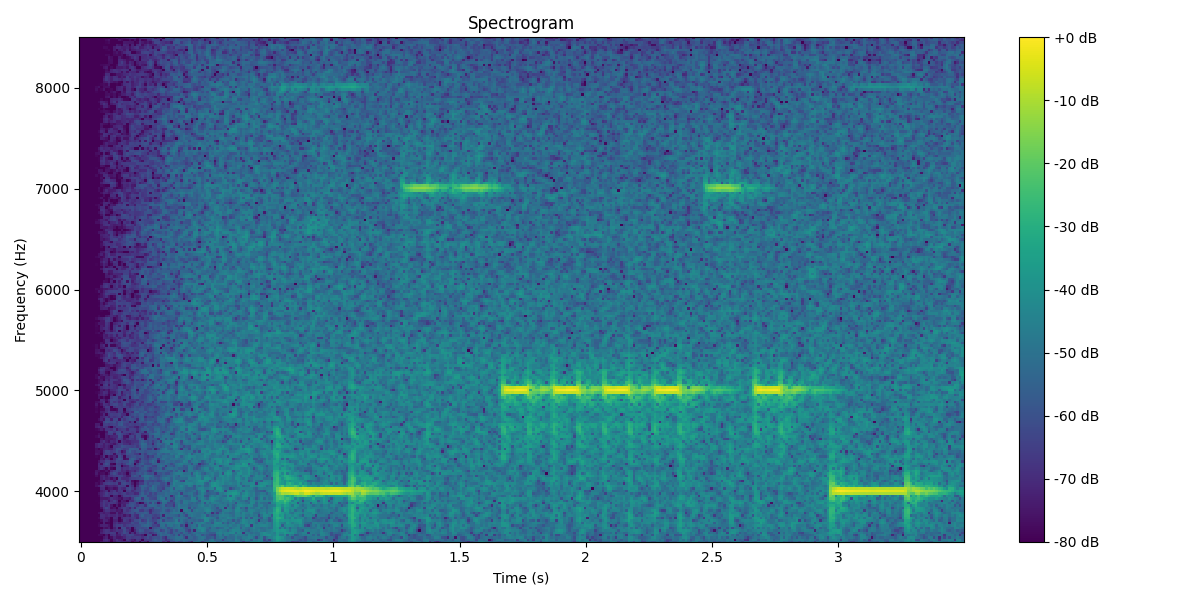 Spectrogram
Frequency (Hz)
8000
7000
6000
5000
4000
0 0.5 1 1.5 2 2.5 3
Time (s)
+0 dB
-10 dB
-20 dB
-30 dB
-40 dB
-50 dB
-60 dB
-70 dB
-80 dB